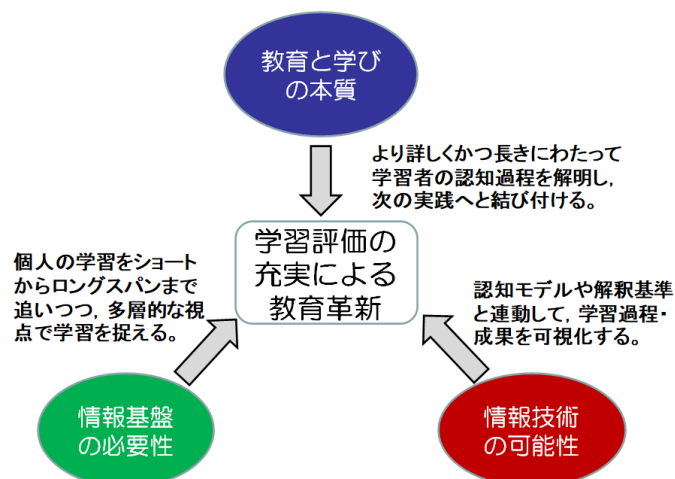 教育と学び
の本質
より詳しくかつ長きにわたって
学習者の認知過程を解明し,
次の実践へと結び付ける。
学習評価の
充実による
教育革新
個人の学習をショート
からロングスパンまで
追いつつ, 多層的な視
点で学習を捉える。
認知モデルや解釈基準
と連動して, 学習過程・
成果を可視化する。
情報基盤
の必要性
情報技術
の可能性